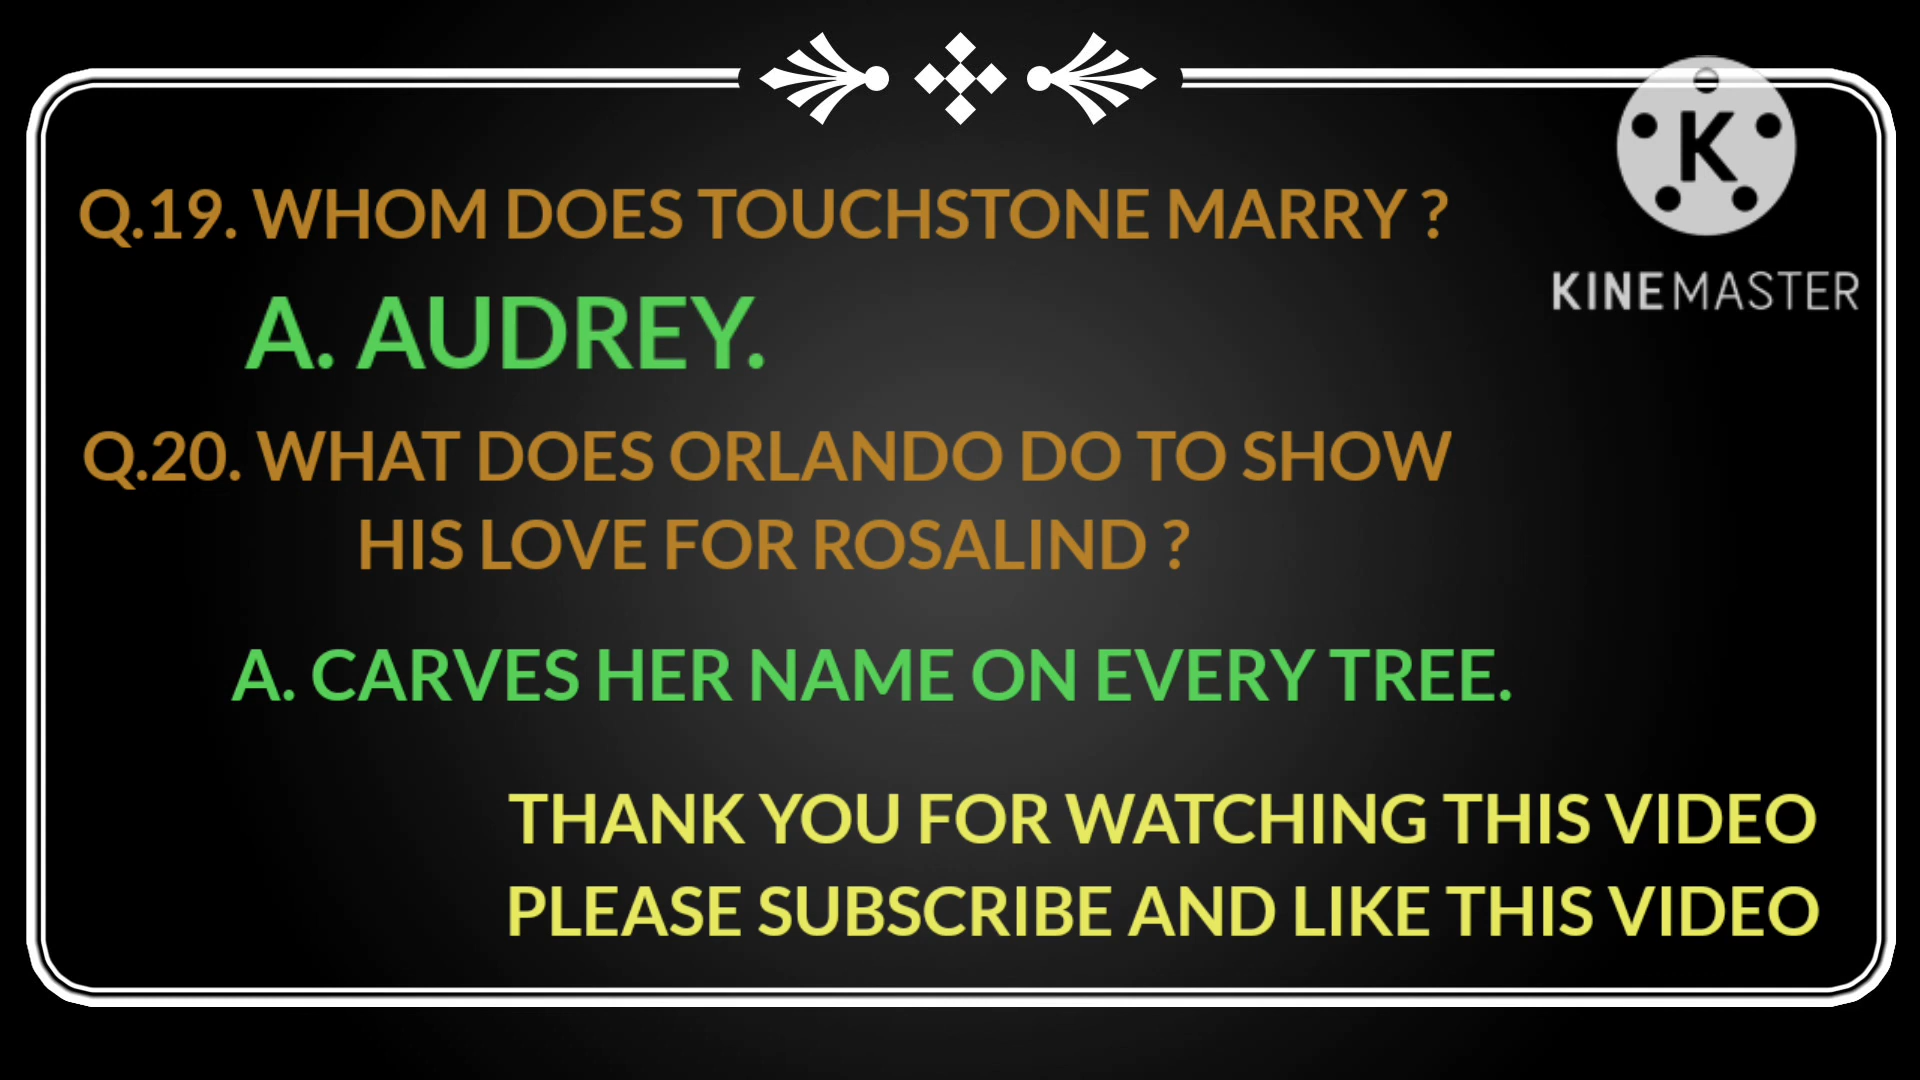 Q.19. WHOM DOES TOUCHSTONE MARRY ?
A. AUDREY.
Q.20. WHAT DOES ORLANDO DO TO SHOW
HIS LOVE FOR ROSALIND ?
A. CARVES HER NAME ON EVERY TREE.
THANK YOU FOR WATCHING THIS VIDEO
PLEASE SUBSCRIBE AND LIKE THIS VIDEO
K
KINEMASTER